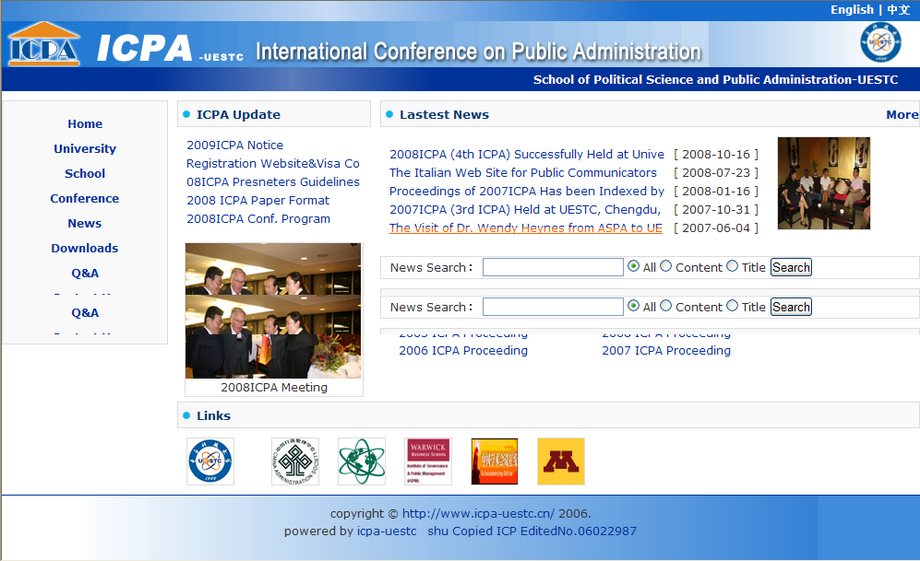 English | 中文
ICPA
ICPA -UESTC International Conference on Public Administration
School of Political Science and Public Administration-UESTC
Home
University
School
Conference
News
Downloads
Q&A
Q&A
ICPA Update
2009ICPA Notice
Registration Website&Visa Co
08ICPA Presneters Guidelines
2008 ICPA Paper Format
2008ICPA Conf. Program
2008ICPA Meeting
Lastest News
More
2008ICPA (4th ICPA) Successfully Held at Unive [ 2008-10-16 ]
The Italian Web Site for Public Communicators [ 2008-07-23 ]
Proceedings of 2007ICPA Has been Indexed by [ 2008-01-16 ]
2007ICPA (3rd ICPA) Held at UESTC, Chengdu, [ 2007-10-31 ]
The Visit of Dr. Wendy Heynes from ASPA to UE [ 2007-06-04 ]
News Search: All Content Title Search
News Search: All Content Title Search
ICPA Proceeding ICPA Proceeding
2006 ICPA Proceeding 2007 ICPA Proceeding
Links
UESTC
1956
WARWICK
BUSINESS SCHOOL
Institute of Governance
& Public Management
M
copyright © http://www.icpa-uestc.cn/ 2006.
powered by icpa-uestc shu Copied ICP EditedNo.06022987